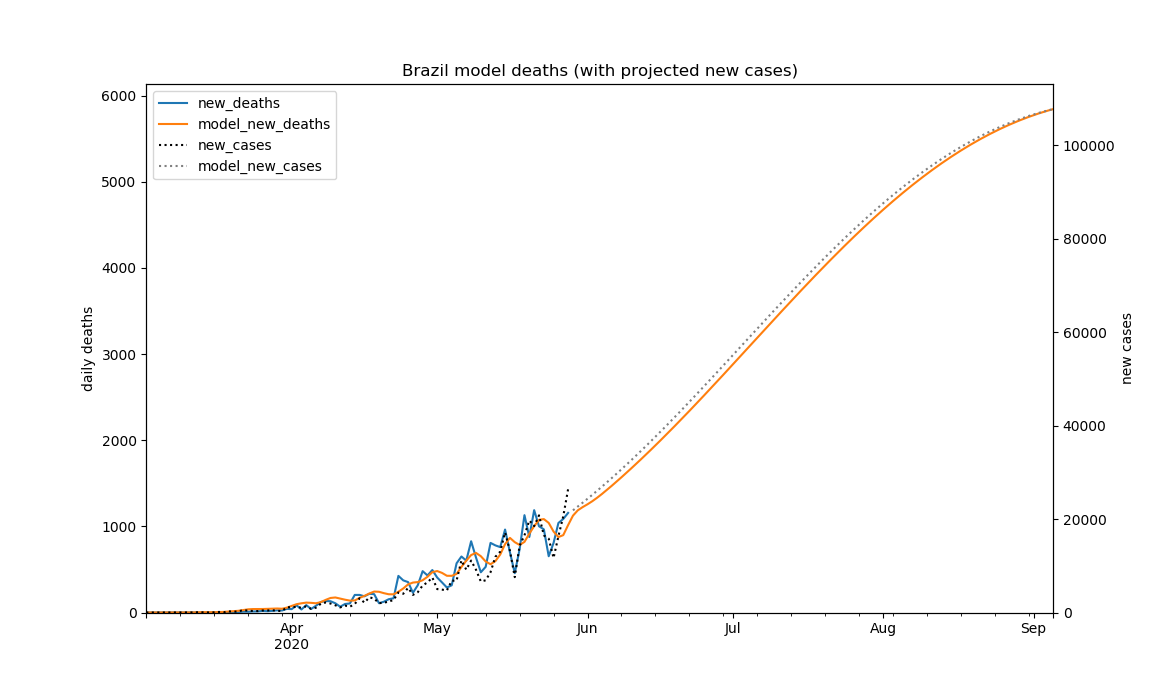 Brazil model deaths (with projected new cases)
new_deaths
model_new_deaths
new_cases
model_new_cases
daily deaths
6000
5000
4000
3000
2000
1000
0
new cases
100000
80000
60000
40000
20000
0
Apr
2020
May
Jun
Jul
Aug
Sep